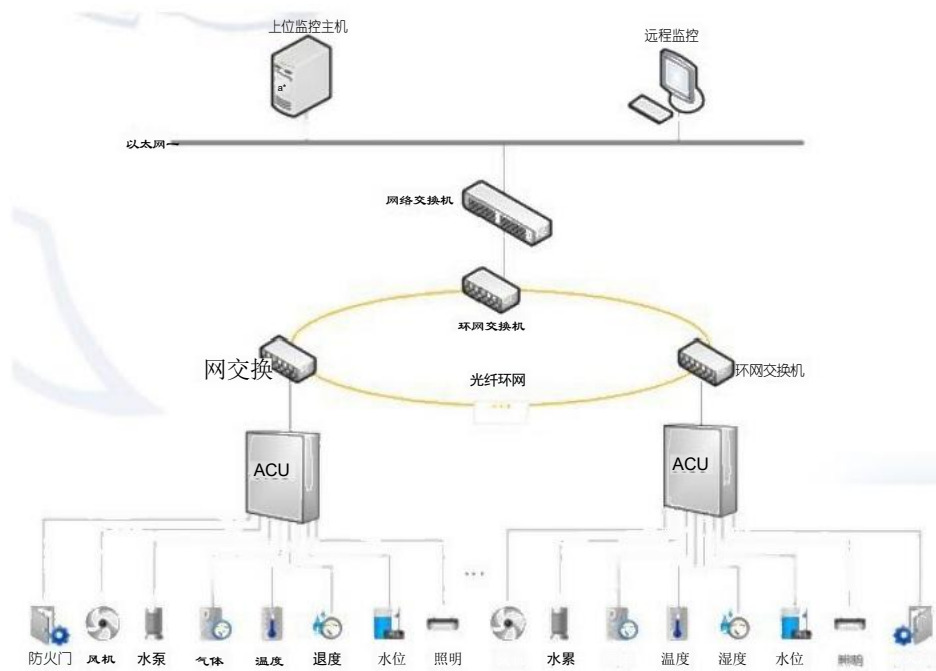 上位监控主机
远程监控
a*
以太网一
网络交换机
环网交换机
网交换
光纤环网
环网交换机
ACU
ACU
防火门 风机 水泵 气体 温度 退度 水位 照明 水累 温度 湿度 水位